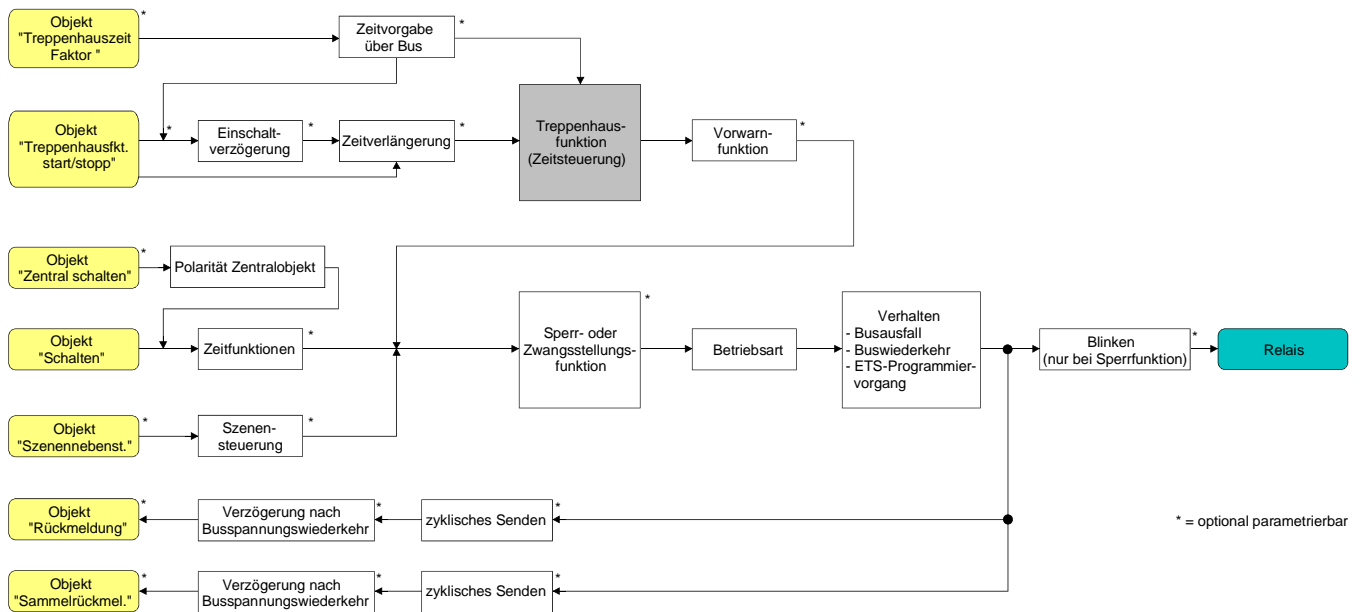 Objekt
"Treppenhauszeit
Faktor "
*
Zeitvorgabe
über Bus
*
Objekt
"Treppenhausfkt.
start/stopp"
*
Einschalt-
verzögerung
*
Zeitverlängerung
*
Treppenhaus-
funktion
(Zeitsteuerung)
Vorwarn-
funktion
*
Objekt
"Zentral schalten"
*
Polarität Zentralobjekt
Objekt
"Schalten"
Zeitfunktionen
*
Sperr- oder
Zwangsstellungs-
funktion
*
Betriebsart
Verhalten
- Busausfall
- Buswiederkehr
- ETS-Programmier-
vorgang
Blinken
(nur bei Sperrfunktion)
*
Relais
Objekt
"Szenennebenst."
*
Szenen-
steuerung
*
Objekt
"Rückmeldung"
*
Verzögerung nach
Busspannungswiederkehr
*
zyklisches Senden
*
* = optional parametrierbar
Objekt
"Sammelrückmel."
*
Verzögerung nach
Busspannungswiederkehr
*
zyklisches Senden
*